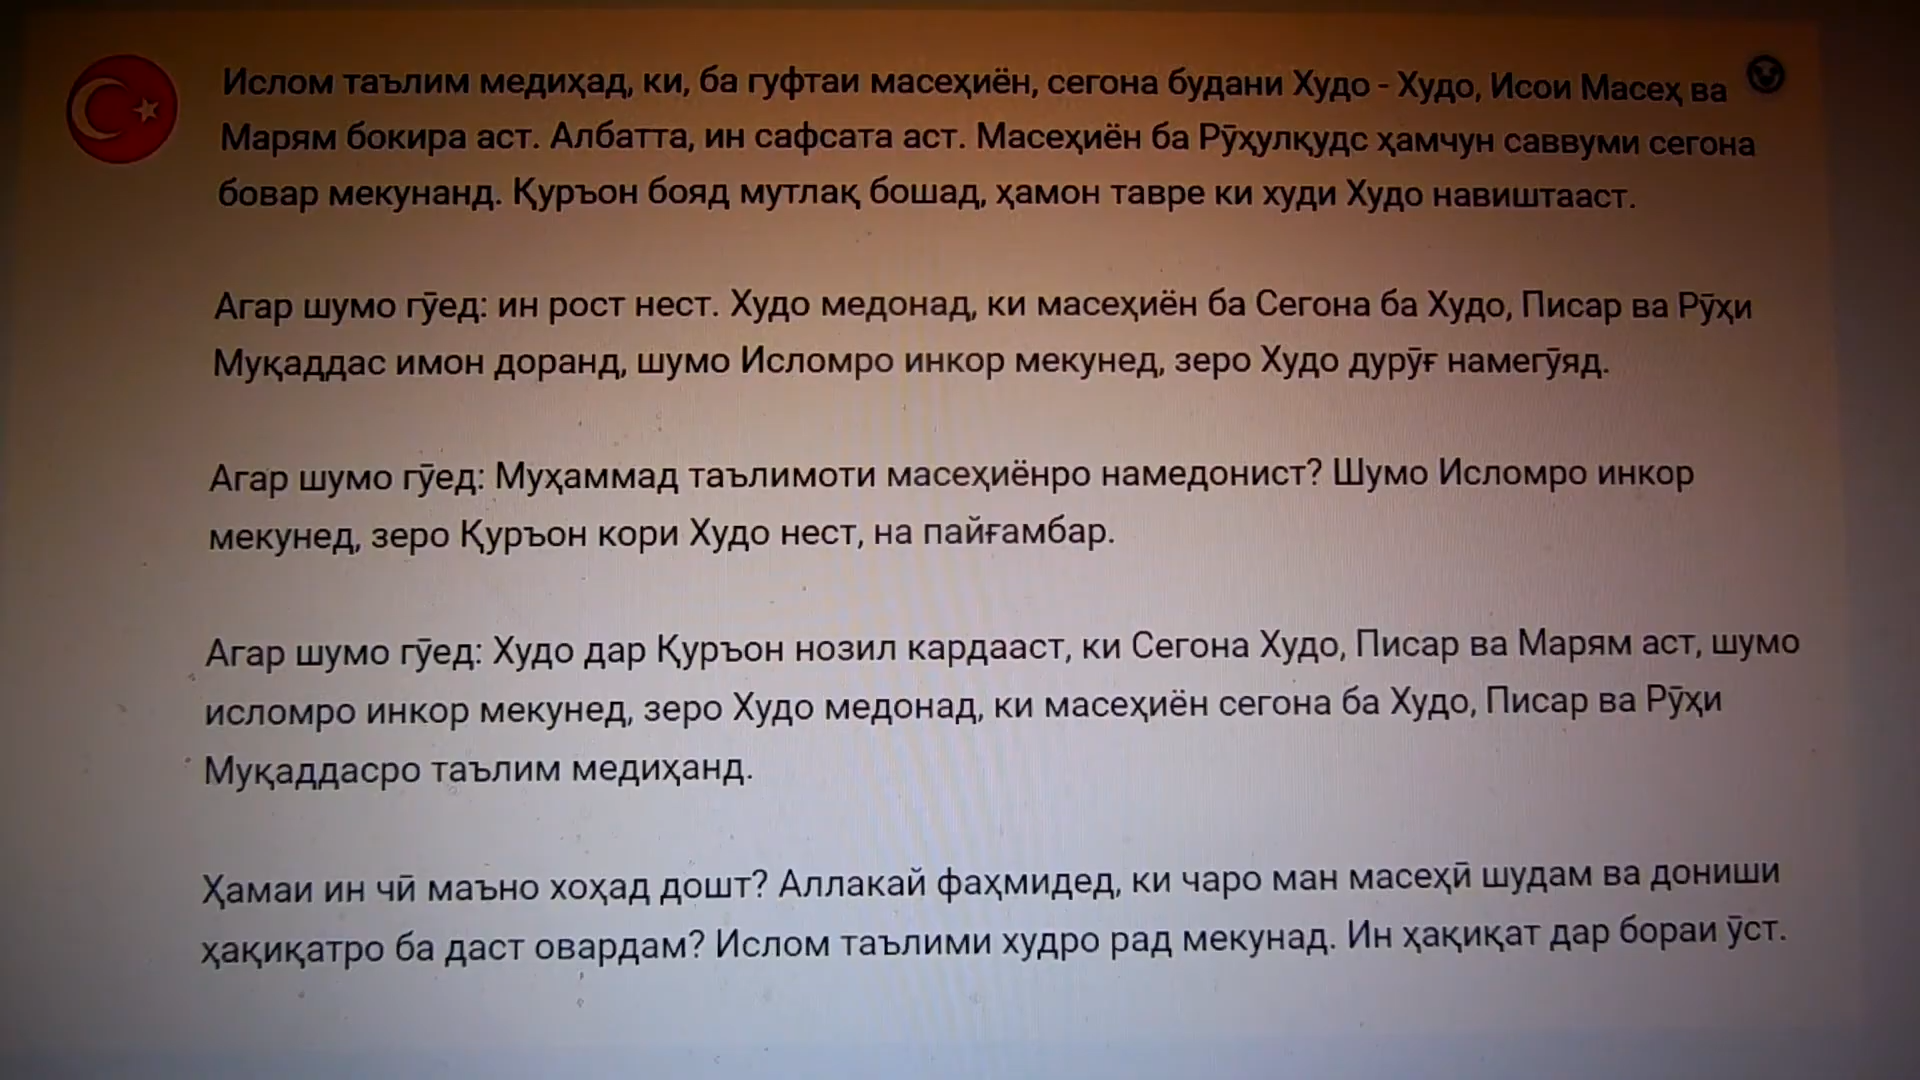 Ислом таълим медиҳад, ки, ба гуфтаи масеҳиён, сегона будани Худо - Худо, Исои Масеҳ ва
Марям бокира аст. Албатта, ин сафсата аст. Масеҳиён ба Рӯҳулқудс ҳамчун саввуми сегона
бовар мекунанд. Қуръон бояд мутлақ бошад, ҳамон тавре ки худи Худо навиштааст.
Агар шумо гӯед: ин рост нест. Худо медонад, ки масеҳиён ба Сегона ба Худо, Писар ва Рӯҳи
Муқаддас имон доранд, шумо Исломро инкор мекунед, зеро Худо дурӯғ намегӯяд.
Агар шумо гӯед: Муҳаммад таълимоти масеҳиёнро намедонист? Шумо Исломро инкор
мекунед, зеро Қуръон кори Худо нест, на пайғамбар.
Агар шумо гӯед: Худо дар Қуръон нозил кардааст, ки Сегона Худо, Писар ва Марям аст, шумо
исломро инкор мекунед, зеро Худо медонад, ки масеҳиён сегона ба Худо, Писар ва Рӯҳи
Муқаддасро таълим медиҳанд.
Ҳамаи ин чӣ маъно хоҳад дошт? Аллакай фаҳмидед, ки чаро ман масеҳӣ шудам ва дониши
ҳақиқатро ба даст овардам? Ислом таълими худро рад мекунад. Ин ҳақиқат дар бораи ӯст.